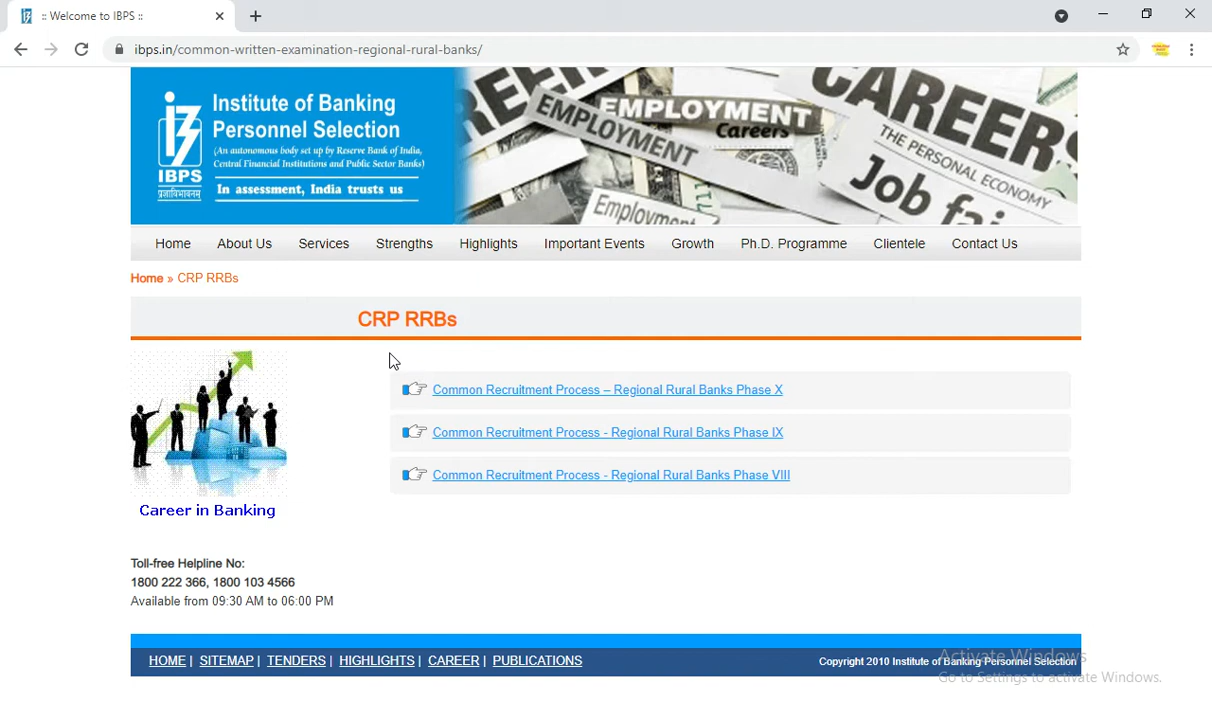 :: Welcome to IBPS ::
ibps.in/common-written-examination-regional-rural-banks/
Institute of Banking
Personnel Selection
(An autonomous body set up by Reserve Bank of India,
Central Financial Institutions and Public Sector Banks)
IBPS
In assessment, India trusts us
CAREER
EMPLOYMENT
EMPLOYMENT
Careers
CAREERS
THE PERSONAL ECONOMY
Job fai
Employment
Home About Us Services Strengths Highlights Important Events Growth Ph.D. Programme Clientele Contact Us
Home » CRP RRBs
CRP RRBs
Common Recruitment Process – Regional Rural Banks Phase X
Common Recruitment Process - Regional Rural Banks Phase IX
Common Recruitment Process - Regional Rural Banks Phase VIII
Career in Banking
Toll-free Helpline No:
1800 222 366, 1800 103 4566
Available from 09:30 AM to 06:00 PM
HOME | SITEMAP | TENDERS | HIGHLIGHTS | CAREER | PUBLICATIONS
Copyright 2010 Institute of Banking Personnel Selection
Activate Windows
Go to Settings to activate Windows.